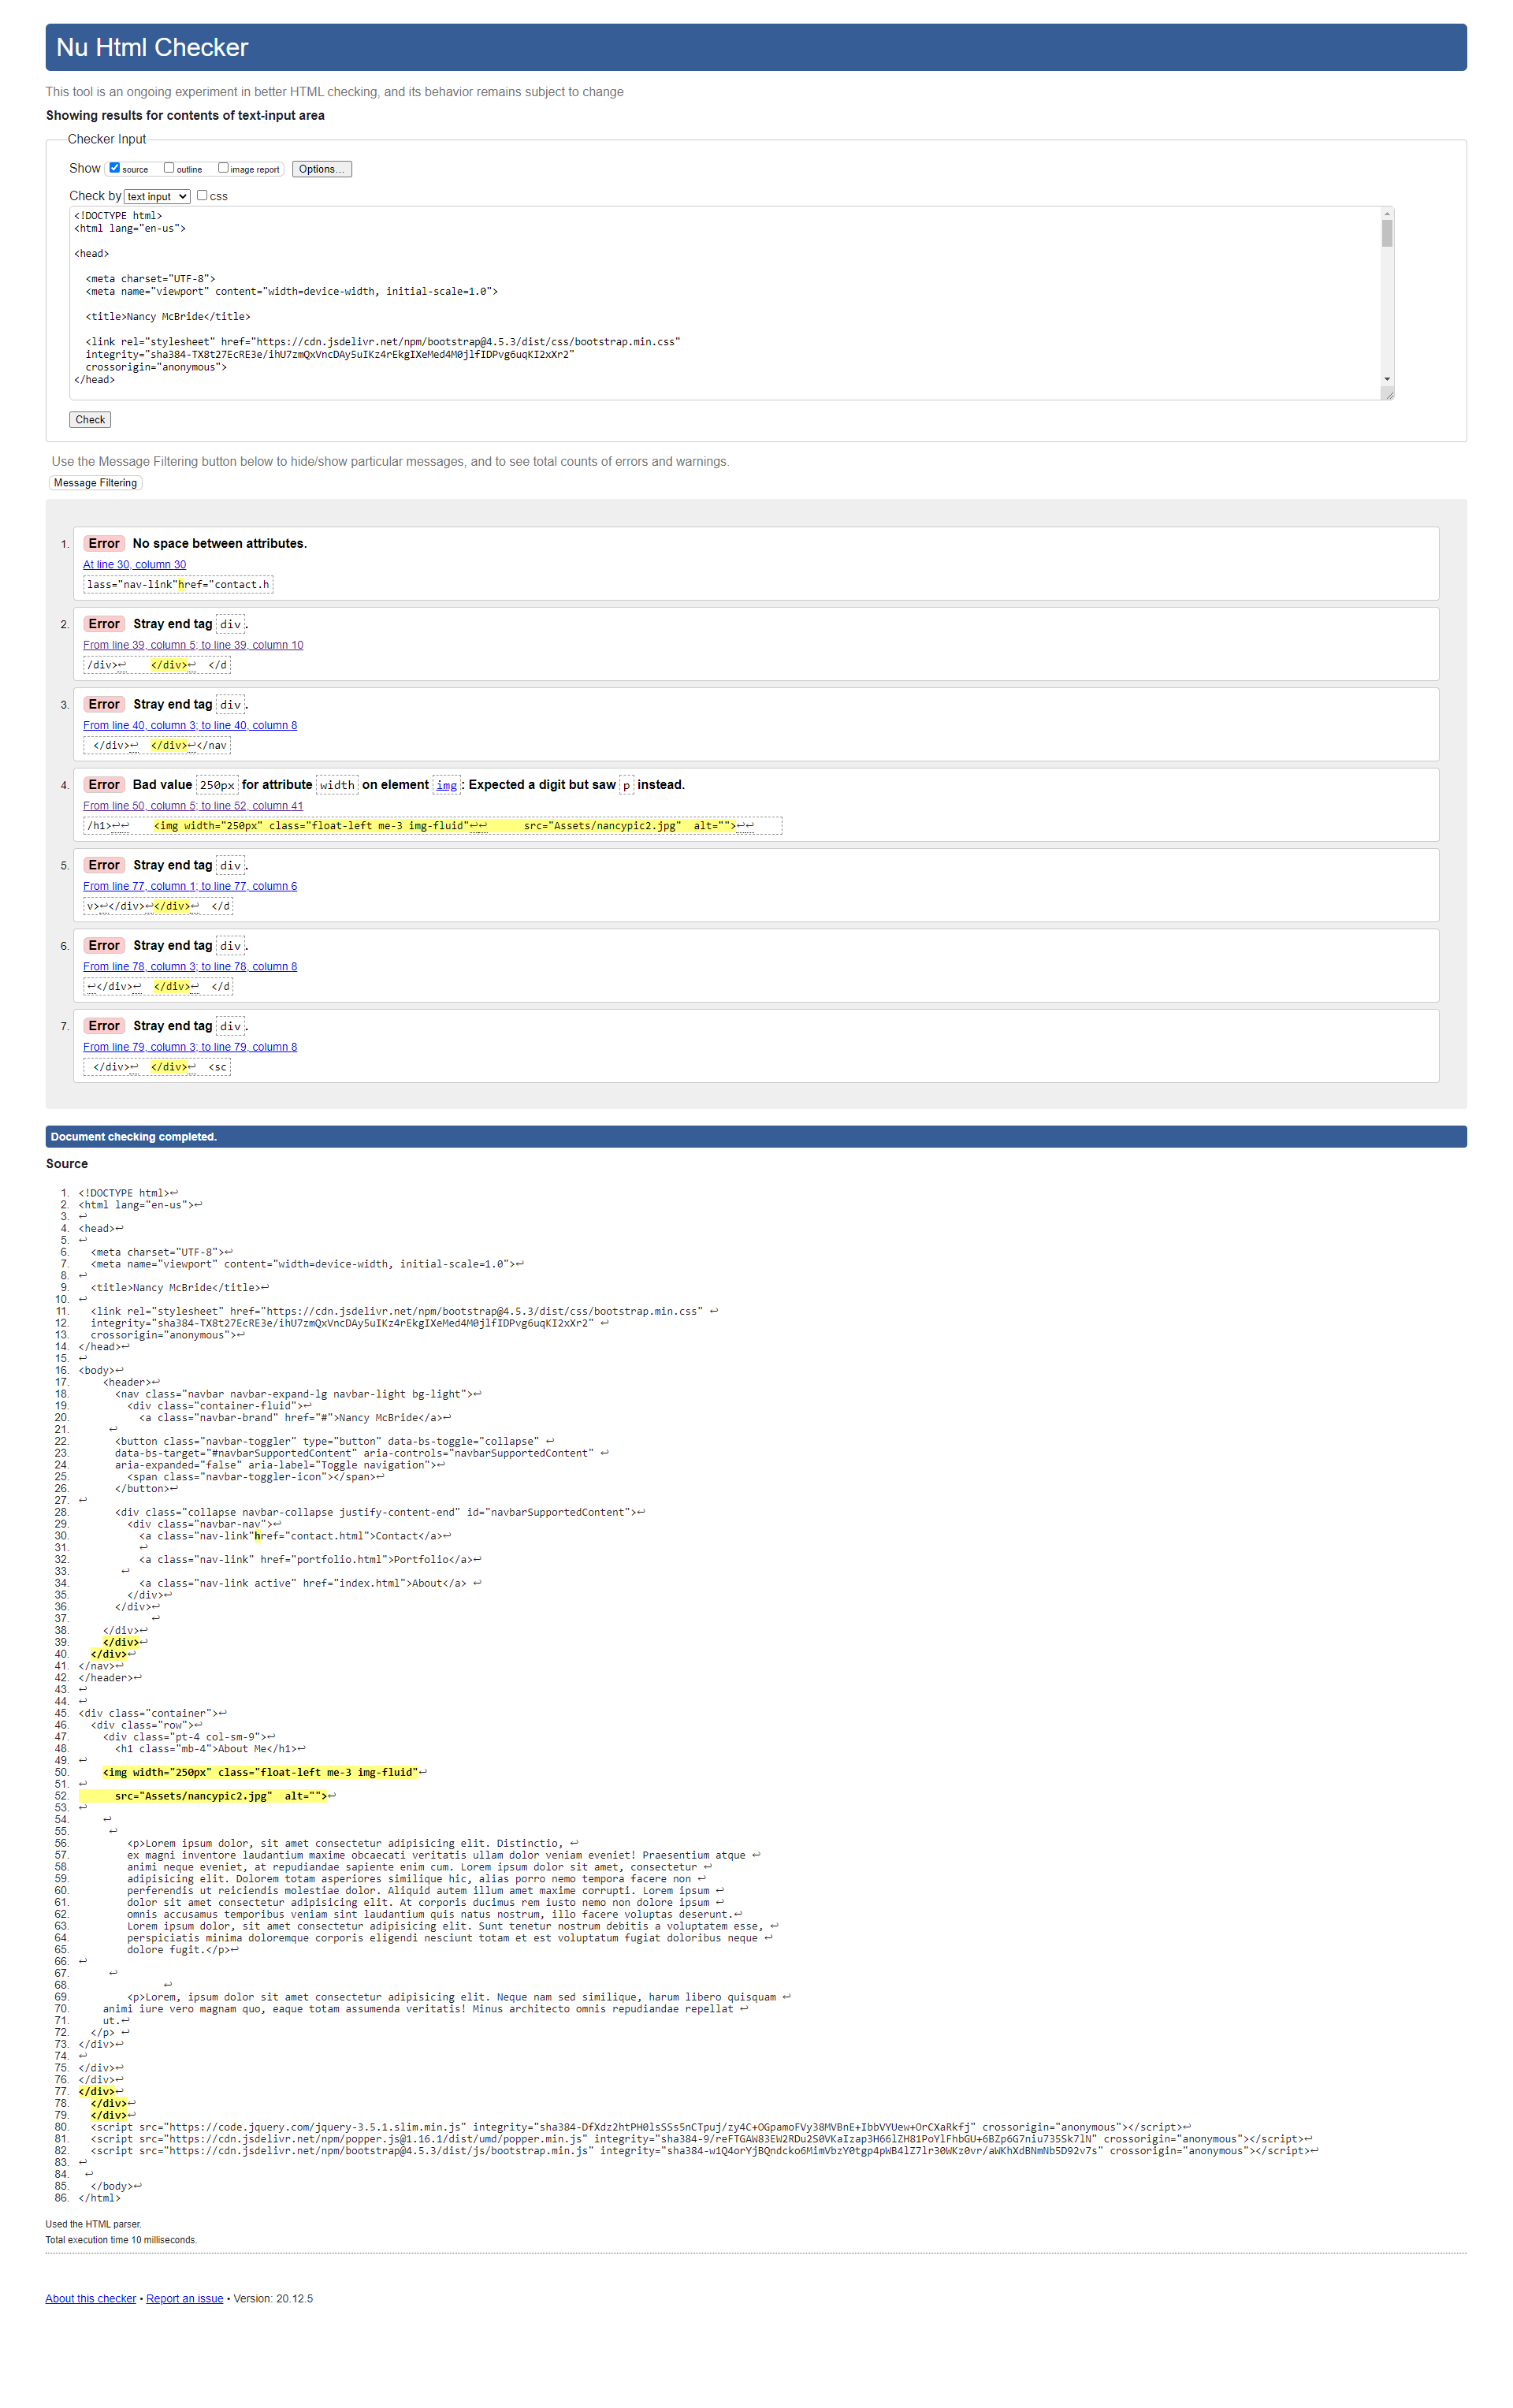 Nu Html Checker
This tool is an ongoing experiment in better HTML checking, and its behavior remains subject to change
Showing results for contents of text-input area
Checker Input
Show source outline image report Options...
Check by text input css
<!DOCTYPE html>
<html lang="en-us">
<head>
<meta charset="UTF-8">
<meta name="viewport" content="width=device-width, initial-scale=1.0">
<title>Nancy McBride</title>
<link rel="stylesheet" href="https://cdn.jsdelivr.net/npm/bootstrap@4.5.3/dist/css/bootstrap.min.css"
integrity="sha384-TX8t27EcRE3e/ihU7zmQxVncDAy5uIKz4rEkgIXeMed4M0jlfIDPvg6uqKI2xXr2"
crossorigin="anonymous">
</head>
Check
Use the Message Filtering button below to hide/show particular messages, and to see total counts of errors and warnings.
Message Filtering
1. Error No space between attributes.
At line 30, column 30
lass="nav-link"href="contact.h
2. Error Stray end tag div.
From line 39, column 5; to line 39, column 10
/div>↩ </div>↩ </d
3. Error Stray end tag div.
From line 40, column 3; to line 40, column 8
</div>↩ </div>↩</nav
4. Error Bad value 250px for attribute width on element img: Expected a digit but saw p instead.
From line 50, column 5; to line 52, column 41
/h1>↩↩ <img width="250px" class="float-left me-3 img-fluid"↩↩ src="Assets/nancypic2.jpg" alt="">↩↩
5. Error Stray end tag div.
From line 77, column 1; to line 77, column 6
v>↩</div>↩</div>↩ </d
6. Error Stray end tag div.
From line 78, column 3; to line 78, column 8
↩</div>↩ </div>↩ </d
7. Error Stray end tag div.
From line 79, column 3; to line 79, column 8
</div>↩ </div>↩ <sc
Document checking completed.
Source
1. <!DOCTYPE html>↩
2. <html lang="en-us">↩
3. ↩
4. <head>↩
5. ↩
6. <meta charset="UTF-8">↩
7. <meta name="viewport" content="width=device-width, initial-scale=1.0">↩
8. ↩
9. <title>Nancy McBride</title>↩
10. ↩
11. <link rel="stylesheet" href="https://cdn.jsdelivr.net/npm/bootstrap@4.5.3/dist/css/bootstrap.min.css" ↩
12. integrity="sha384-TX8t27EcRE3e/ihU7zmQxVncDAy5uIKz4rEkgIXeMed4M0jlfIDPvg6uqKI2xXr2" ↩
13. crossorigin="anonymous">↩
14. </head>↩
15. ↩
16. <body>↩
17. <header>↩
18. <nav class="navbar navbar-expand-lg navbar-light bg-light">↩
19. <div class="container-fluid">↩
20. <a class="navbar-brand" href="#">Nancy McBride</a>↩
21. ↩
22. <button class="navbar-toggler" type="button" data-bs-toggle="collapse" ↩
23. data-bs-target="#navbarSupportedContent" aria-controls="navbarSupportedContent" ↩
24. aria-expanded="false" aria-label="Toggle navigation">↩
25. <span class="navbar-toggler-icon"></span>↩
26. </button>↩
27. ↩
28. <div class="collapse navbar-collapse justify-content-end" id="navbarSupportedContent">↩
29. <div class="navbar-nav">↩
30. <a class="nav-link"href="contact.html">Contact</a>↩
31. ↩
32. <a class="nav-link" href="portfolio.html">Portfolio</a>↩
33. ↩
34. <a class="nav-link active" href="index.html">About</a> ↩
35. </div>↩
36. </div>↩
37. ↩
38. </div>↩
39. </div>↩
40. </div>↩
41. </nav>↩
42. </header>↩
43. ↩
44. ↩
45. <div class="container">↩
46. <div class="row">↩
47. <div class="pt-4 col-sm-9">↩
48. <h1 class="mb-4">About Me</h1>↩
49. ↩
50. <img width="250px" class="float-left me-3 img-fluid"↩
51. ↩
52. src="Assets/nancypic2.jpg" alt="">↩
53. ↩
54. ↩
55. ↩
56. <p>Lorem ipsum dolor, sit amet consectetur adipisicing elit. Distinctio, ↩
57. ex magni inventore laudantium maxime obcaecati veritatis ullam dolor veniam eveniet! Praesentium atque ↩
58. animi neque eveniet, at repudiandae sapiente enim cum. Lorem ipsum dolor sit amet, consectetur ↩
59. adipisicing elit. Dolorem totam asperiores similique hic, alias porro nemo tempora facere non ↩
60. perferendis ut reiciendis molestiae dolor. Aliquid autem illum amet maxime corrupti. Lorem ipsum ↩
61. dolor sit amet consectetur adipisicing elit. At corporis ducimus rem iusto nemo non dolore ipsum ↩
62. omnis accusamus temporibus veniam sint laudantium quis natus nostrum, illo facere voluptas deserunt.↩
63. Lorem ipsum dolor, sit amet consectetur adipisicing elit. Sunt tenetur nostrum debitis a voluptatem esse, ↩
64. perspiciatis minima doloremque corporis eligendi nesciunt totam et est voluptatum fugiat doloribus neque ↩
65. dolore fugit.</p>↩
66. ↩
67. ↩
68. ↩
69. <p>Lorem, ipsum dolor sit amet consectetur adipisicing elit. Neque nam sed similique, harum libero quisquam ↩
70. animi iure vero magnam quo, eaque totam assumenda veritatis! Minus architecto omnis repudiandae repellat ↩
71. ut.↩
72. </p> ↩
73. </div>↩
74. ↩
75. </div>↩
76. </div>↩
77. </div>↩
78. </div>↩
79. </div>↩
80. <script src="https://code.jquery.com/jquery-3.5.1.slim.min.js" integrity="sha384-DfXdz2htPH0lsSSs5nCTpuj/zy4C+OGpamoFVy38MVBnE+IbbVYUew+OrCXaRkfj" crossorigin="anonymous"></script>↩
81. <script src="https://cdn.jsdelivr.net/npm/popper.js@1.16.1/dist/umd/popper.min.js" integrity="sha384-9/reFTGAW83EW2RDu2S0VKaIzap3H66lZH81PoYlFhbGU+6BZp6G7niu735Sk7lN" crossorigin="anonymous"></script>↩
82. <script src="https://cdn.jsdelivr.net/npm/bootstrap@4.5.3/dist/js/bootstrap.min.js" integrity="sha384-w1Q4orYjBQndcko6MimVbzY0tgp4pWB4lZ7lr30WKz0vr/aWKhXdBNmNb5D92v7s" crossorigin="anonymous"></script>↩
83. ↩
84. ↩
85. </body>↩
86. </html>
Used the HTML parser.
Total execution time 10 milliseconds.
About this checker • Report an issue • Version: 20.12.5